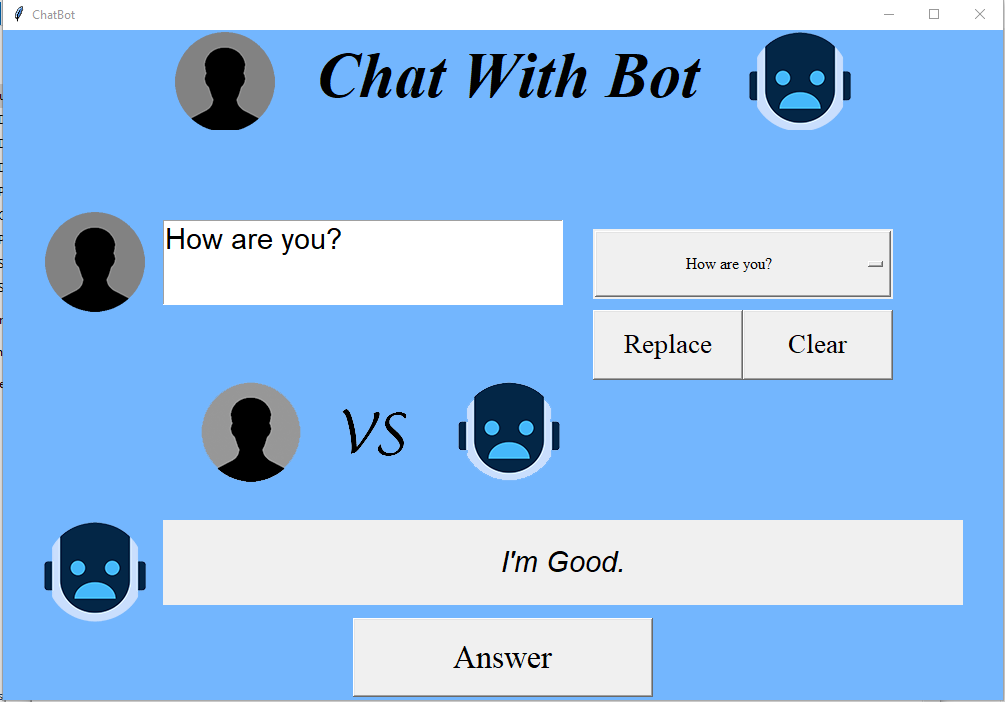 ChatBot
Chat With Bot
How are you?
How are you?
Replace
Clear
VS
I'm Good.
Answer